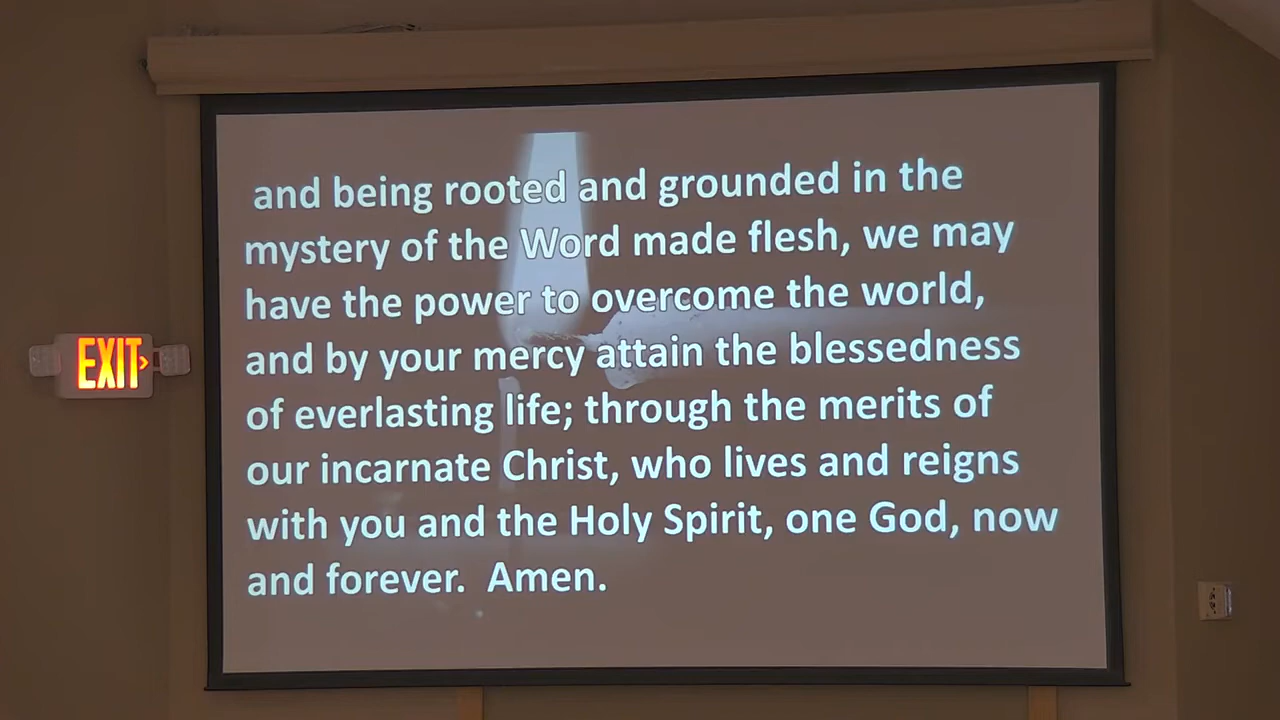 and being rooted and grounded in the
mystery of the Word made flesh, we may
have the power to overcome the world,
and by your mercy attain the blessedness
of everlasting life; through the merits of
our incarnate Christ, who lives and reigns
with you and the Holy Spirit, one God, now
and forever.  Amen.
EXIT